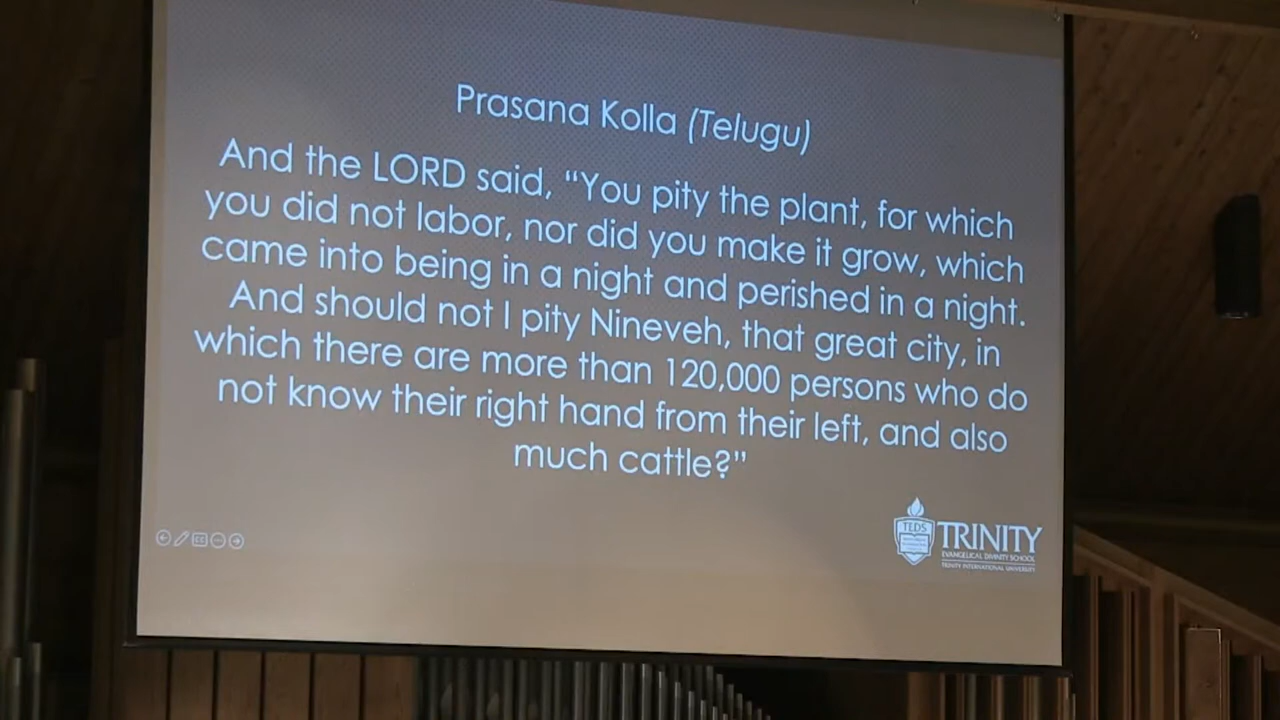 Prasana Kolla (Telugu)
And the LORD said, “You pity the plant, for which
you did not labor, nor did you make it grow, which
came into being in a night and perished in a night.
And should not I pity Nineveh, that great city, in
which there are more than 120,000 persons who do
not know their right hand from their left, and also
much cattle?”
TEDS
TRINITY
EVANGELICAL DIVINITY SCHOOL
TRINITY INTERNATIONAL UNIVERSITY